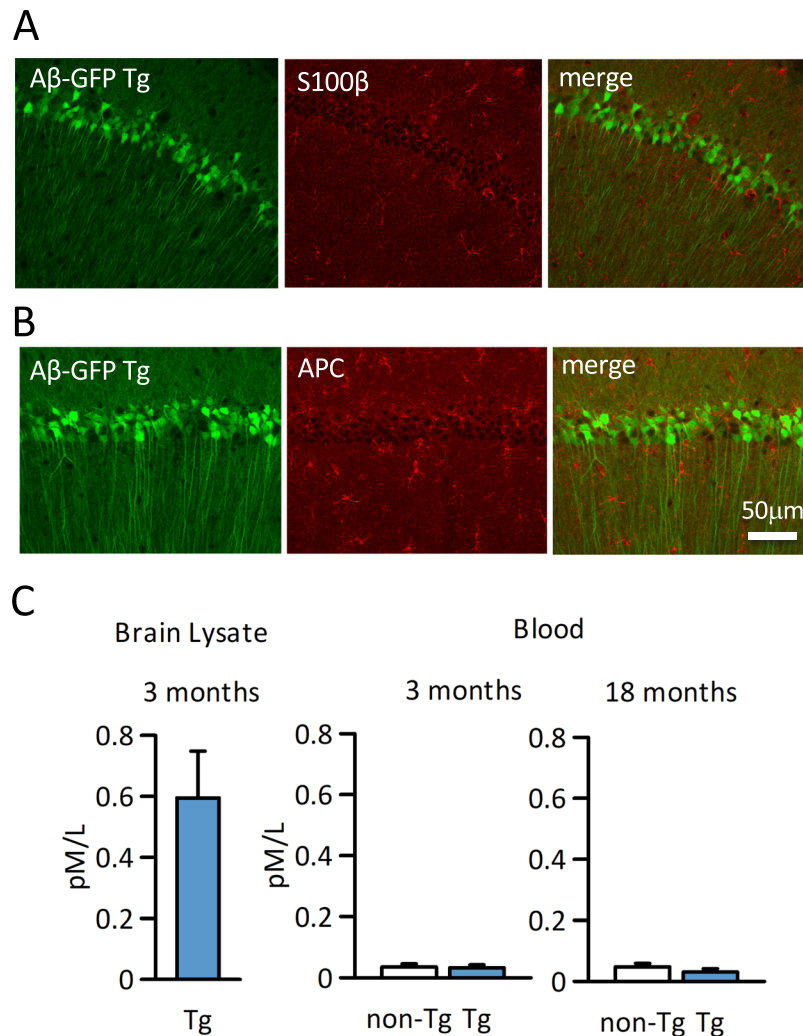 A
Aβ-GFP Tg
S100β
merge
B
Aβ-GFP Tg
APC
merge
50μm
C
Brain Lysate
Blood
3 months
3 months
18 months
pM/L
0.8
0.6
0.4
0.2
0
Tg
pM/L
0.8
0.6
0.4
0.2
0
non-Tg Tg
0.8
0.6
0.4
0.2
0
non-Tg Tg